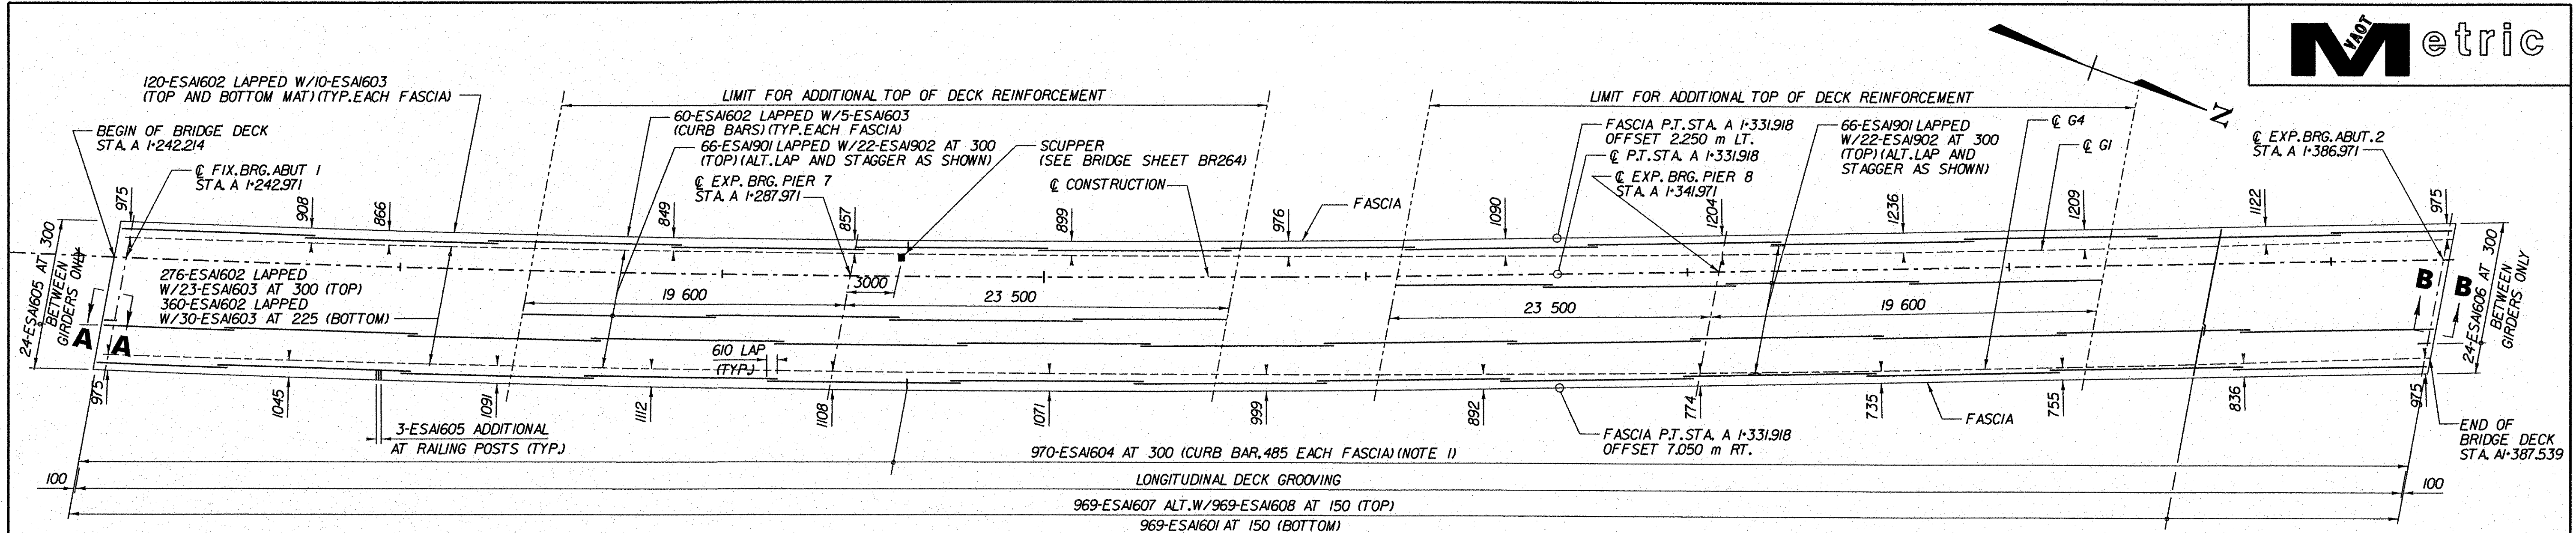 VAOT
Metric
N
120-ESA1602 LAPPED W/10-ESA1603
(TOP AND BOTTOM MAT)(TYP.EACH FASCIA)
LIMIT FOR ADDITIONAL TOP OF DECK REINFORCEMENT
LIMIT FOR ADDITIONAL TOP OF DECK REINFORCEMENT
BEGIN OF BRIDGE DECK
STA. A 1+242.214
℄ FIX.BRG.ABUT 1
STA. A 1+242.971
60-ESA1602 LAPPED W/5-ESA1603
(CURB BARS)(TYP.EACH FASCIA)
66-ESA1901 LAPPED W/22-ESA1902 AT 300
(TOP)(ALT.LAP AND STAGGER AS SHOWN)
℄ EXP. BRG. PIER 7
STA. A 1+287.971
SCUPPER
(SEE BRIDGE SHEET BR264)
℄ CONSTRUCTION
FASCIA
FASCIA P.T.STA. A 1+331.918
OFFSET 2.250 m LT.
℄ P.T.STA. A 1+331.918
℄ EXP. BRG. PIER 8
STA. A 1+341.971
66-ESA1901 LAPPED
W/22-ESA1902 AT 300
(TOP)(ALT.LAP AND
STAGGER AS SHOWN)
℄ G4
℄ G1
℄ EXP.BRG.ABUT.2
STA. A 1+386.971
975
908
866
849
857
899
976
1090
1204
1236
1209
1122
975
24-ESA1605 AT 300
BETWEEN
GIRDERS ONLY
276-ESA1602 LAPPED
W/23-ESA1603 AT 300 (TOP)
360-ESA1602 LAPPED
W/30-ESA1603 AT 225 (BOTTOM)
A
A
19 600
3000
23 500
23 500
19 600
B
B
24-ESA1606 AT 300
BETWEEN
GIRDERS ONLY
610 LAP
(TYP.)
975
1045
1091
1112
1108
1071
999
892
774
735
755
836
975
3-ESA1605 ADDITIONAL
AT RAILING POSTS (TYP.)
FASCIA P.T.STA. A 1+331.918
OFFSET 7.050 m RT.
FASCIA
END OF
BRIDGE DECK
STA. A1+387.539
970-ESA1604 AT 300 (CURB BAR,485 EACH FASCIA)(NOTE 1)
100
LONGITUDINAL DECK GROOVING
100
969-ESA1607 ALT.W/969-ESA1608 AT 150 (TOP)
969-ESA1601 AT 150 (BOTTOM)